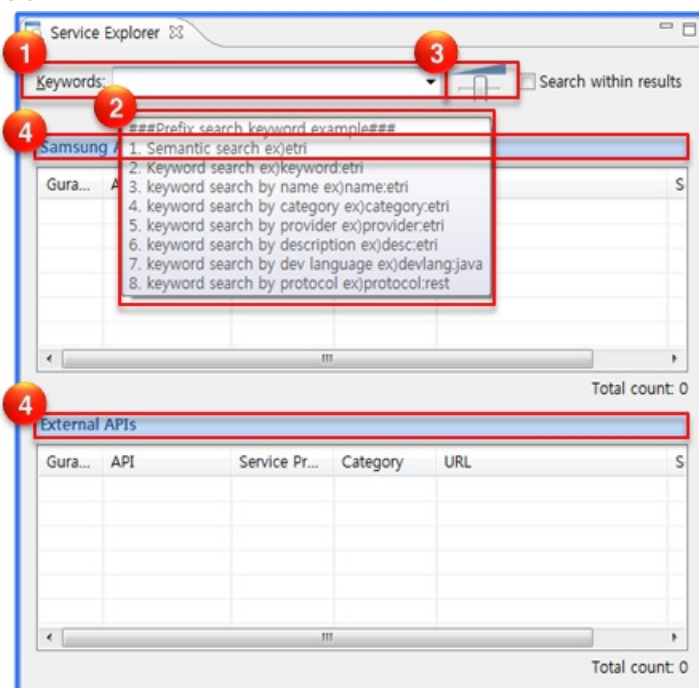 Service Explorer
1
3
Keywords:
Search within results
2
###Prefix search keyword example###
4
Samsung A
1. Semantic search ex)etri
Gura...
A
2. Keyword search ex)keyword:etri
S
3. keyword search by name ex)name:etri
4. keyword search by category ex)category:etri
5. keyword search by provider ex)provider:etri
6. keyword search by description ex)desc:etri
7. keyword search by dev language ex)devlang:java
8. keyword search by protocol ex)protocol:rest
Total count: 0
4
External APIs
Gura... API Service Pr... Category URL S
Total count: 0